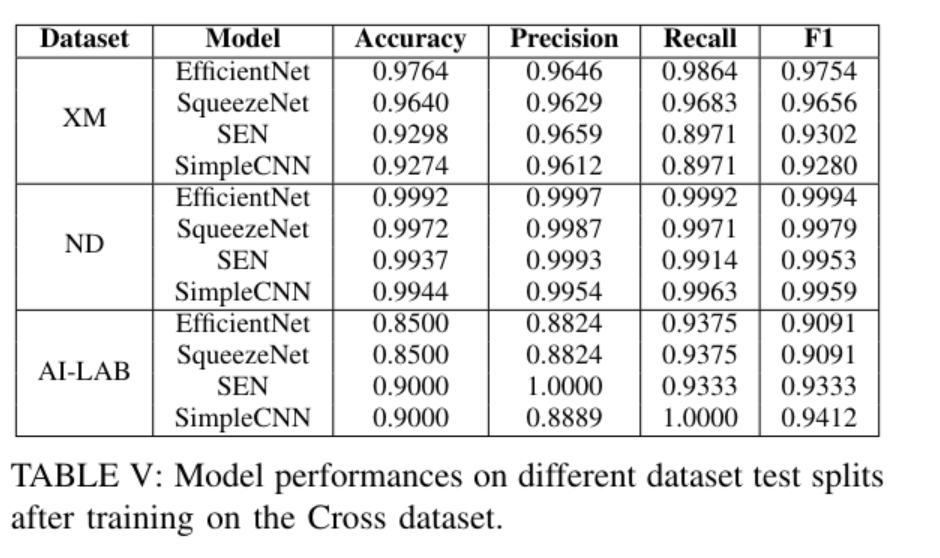 Dataset Model Accuracy Precision Recall F1
XM
EfficientNet 0.9764 0.9646 0.9864 0.9754
SqueezeNet 0.9640 0.9629 0.9683 0.9656
SEN 0.9298 0.9659 0.8971 0.9302
SimpleCNN 0.9274 0.9612 0.8971 0.9280
ND
EfficientNet 0.9992 0.9997 0.9992 0.9994
SqueezeNet 0.9972 0.9987 0.9971 0.9979
SEN 0.9937 0.9993 0.9914 0.9953
SimpleCNN 0.9944 0.9954 0.9963 0.9959
AI-LAB
EfficientNet 0.8500 0.8824 0.9375 0.9091
SqueezeNet 0.8500 0.8824 0.9375 0.9091
SEN 0.9000 1.0000 0.9333 0.9333
SimpleCNN 0.9000 0.8889 1.0000 0.9412
TABLE V: Model performances on different dataset test splits
after training on the Cross dataset.